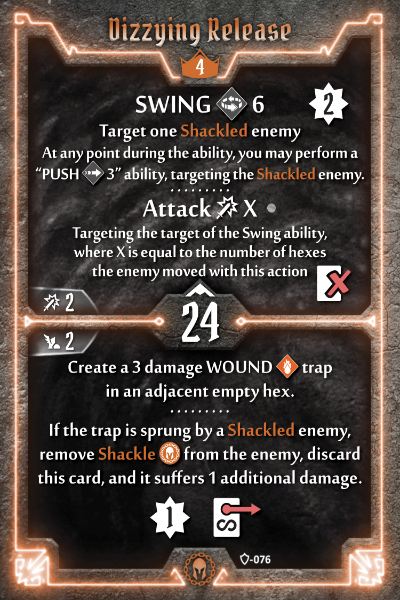 Dizzying Release
4
SWING 6
2
Target one Shackled enemy
At any point during the ability, you may perform a
“PUSH 3” ability, targeting the Shackled enemy.
Attack X
Targeting the target of the Swing ability,
where X is equal to the number of hexes
the enemy moved with this action
2
24
2
Create a 3 damage WOUND trap
in an adjacent empty hex.
If the trap is sprung by a Shackled enemy,
remove Shackle from the enemy, discard
this card, and it suffers 1 additional damage.
1
-076